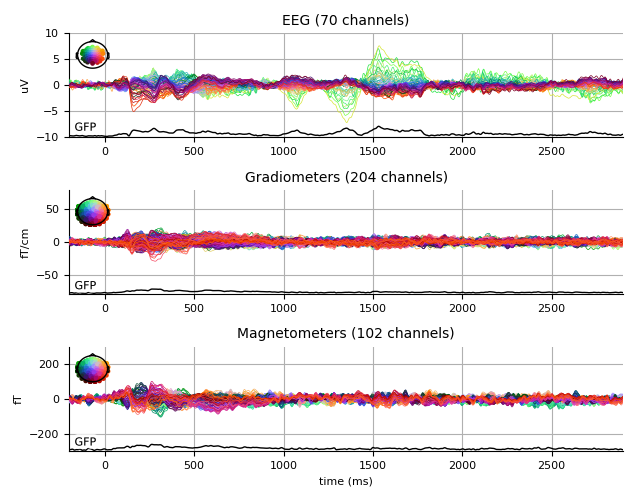 EEG (70 channels)
10
5
0
−5
−10
uV
GFP
0 500 1000 1500 2000 2500
Gradiometers (204 channels)
50
0
−50
fT/cm
GFP
0 500 1000 1500 2000 2500
Magnetometers (102 channels)
200
0
−200
fT
GFP
0 500 1000 1500 2000 2500
time (ms)